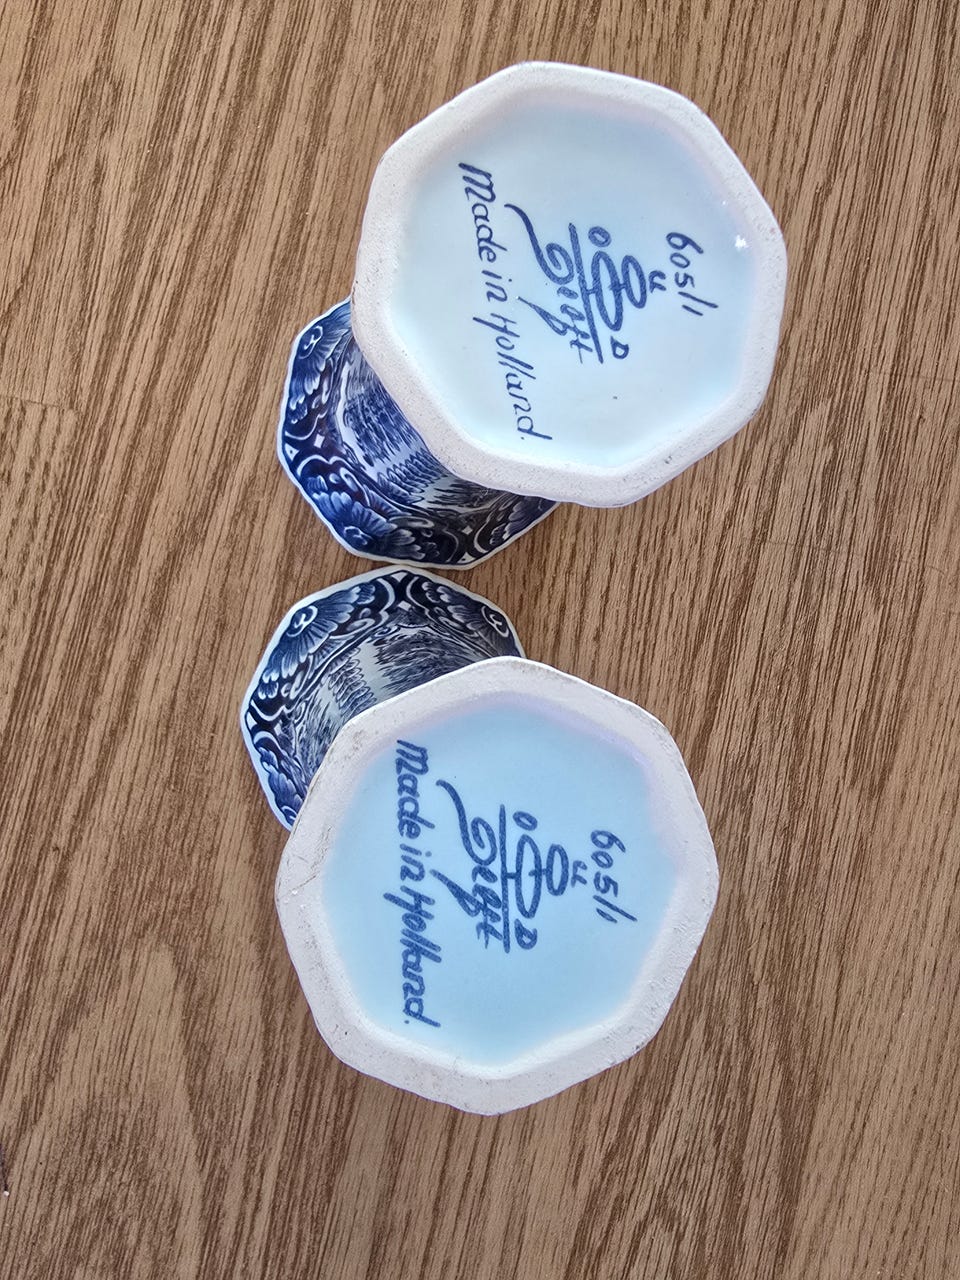 605/1
O D
Delft
Made in Holland.
605/1
O D
Delft
Made in Holland.